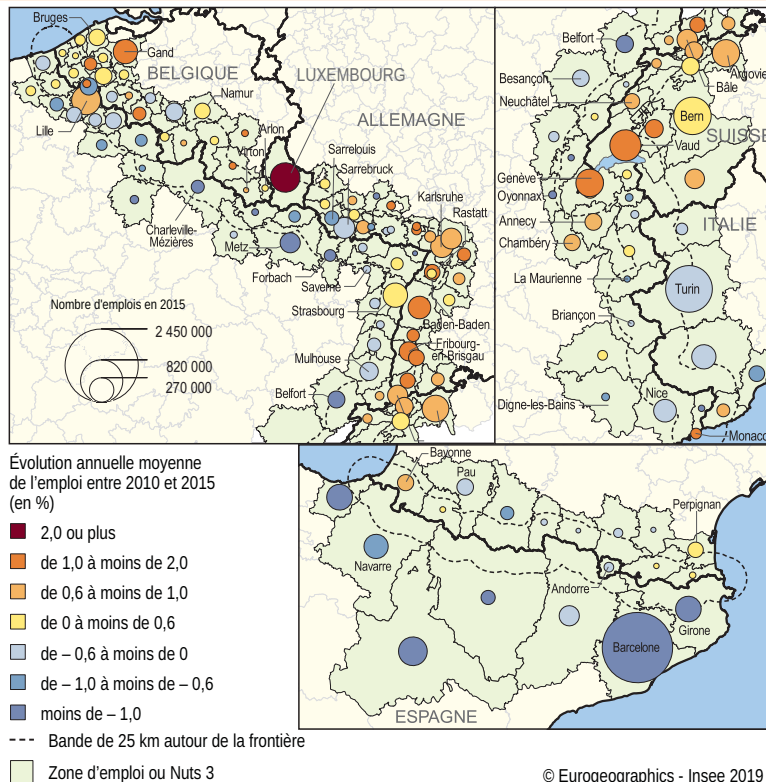 Bruges
Gand
BELGIQUE
LUXEMBOURG
Namur
ALLEMAGNE
Lille
Arlon
Virton
Sarrelouis
Sarrebruck
Karlsruhe
Rastatt
Charleville-
Mézières
Metz
Forbach
Saverne
Strasbourg
Baden-Baden
Fribourg-
en-Brisgau
Mulhouse
Belfort
Nombre d'emplois en 2015
2 450 000
820 000
270 000
Belfort
Besançon
Neuchâtel
Argovie
Bâle
Bern
SUISSE
Vaud
Genève
Oyonnax
Annecy
Chambéry
ITALIE
La Maurienne
Turin
Briançon
Nice
Digne-les-Bains
Monaco
Évolution annuelle moyenne
de l'emploi entre 2010 et 2015
(en %)
2,0 ou plus
de 1,0 à moins de 2,0
de 0,6 à moins de 1,0
de 0 à moins de 0,6
de – 0,6 à moins de 0
de – 1,0 à moins de – 0,6
moins de – 1,0
Bande de 25 km autour de la frontière
Zone d'emploi ou Nuts 3
Bayonne
Pau
Perpignan
Navarre
Andorre
Barcelone
Girone
ESPAGNE
© Eurogeographics - Insee 2019